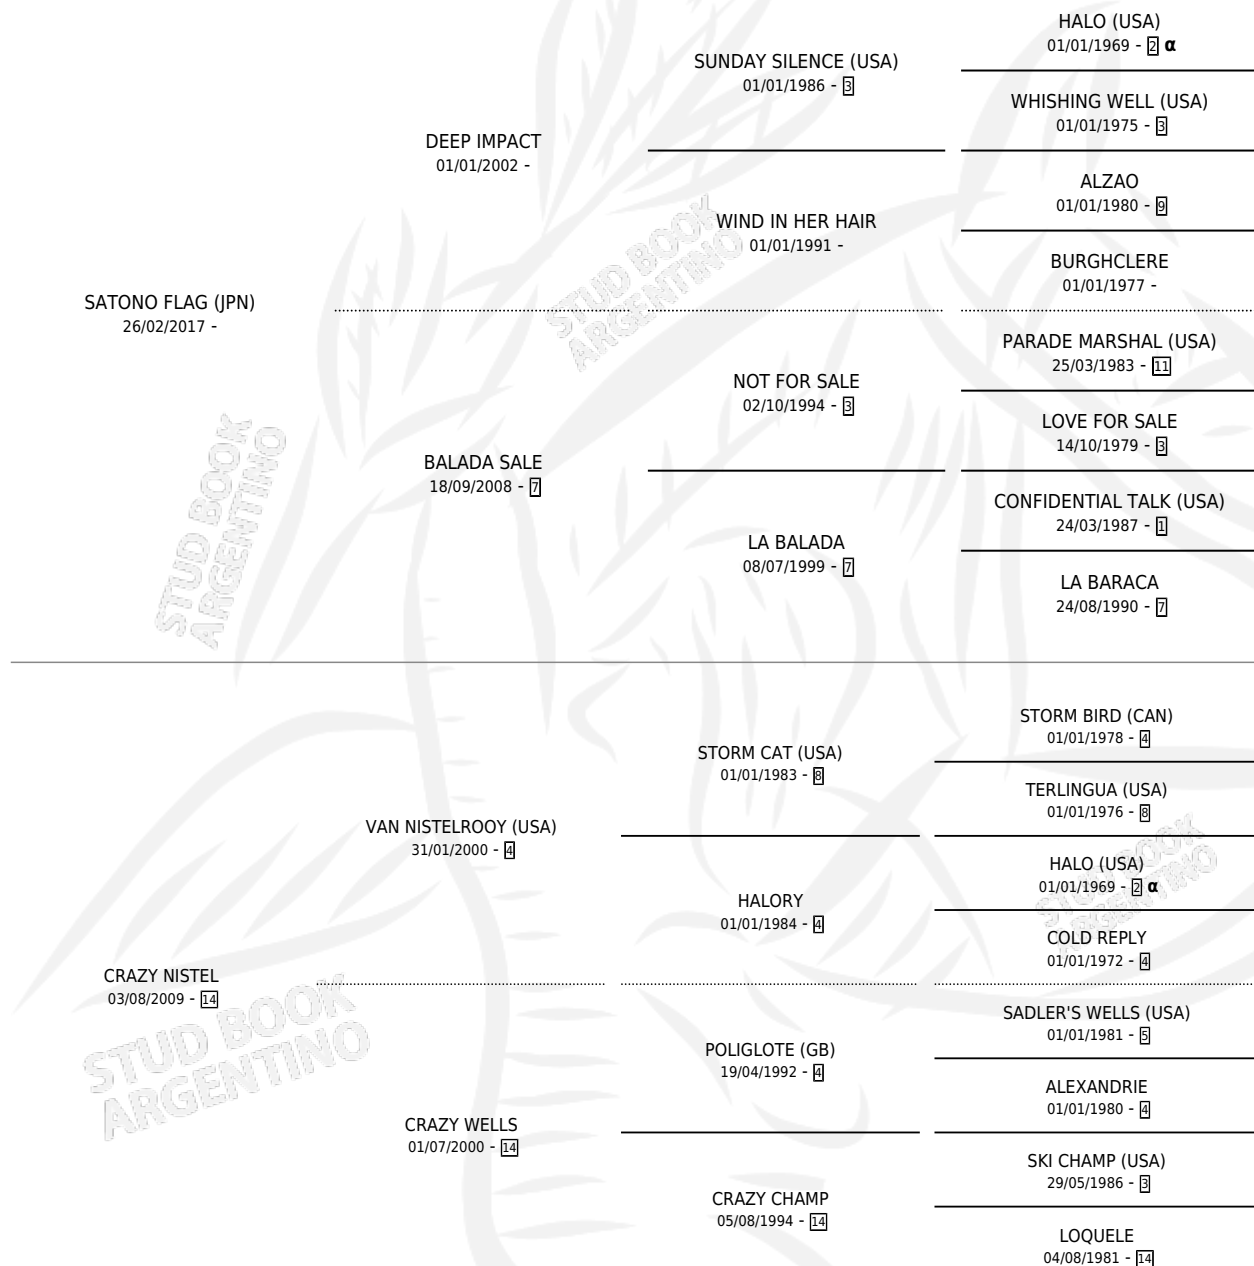 HALO (USA)
01/01/1969 - 2 α
SUNDAY SILENCE (USA)
01/01/1986 - 3
WHISHING WELL (USA)
01/01/1975 - 3
DEEP IMPACT
01/01/2002 -
ALZAO
01/01/1980 - 9
WIND IN HER HAIR
01/01/1991 -
BURGHCLERE
01/01/1977 -
SATONO FLAG (JPN)
26/02/2017 -
STUD BOOK
ARGENTINO
PARADE MARSHAL (USA)
25/03/1983 - 11
NOT FOR SALE
02/10/1994 - 3
LOVE FOR SALE
14/10/1979 - 3
BALADA SALE
18/09/2008 - 7
CONFIDENTIAL TALK (USA)
24/03/1987 - 1
LA BALADA
08/07/1999 - 7
LA BARACA
24/08/1990 - 7
STUD BOOK
ARGENTINO
STORM BIRD (CAN)
01/01/1978 - 4
STORM CAT (USA)
01/01/1983 - 8
TERLINGUA (USA)
01/01/1976 - 8
VAN NISTELROOY (USA)
31/01/2000 - 4
HALO (USA)
01/01/1969 - 2 α
HALORY
01/01/1984 - 4
STUD BOOK
ARGENTINO
COLD REPLY
01/01/1972 - 4
CRAZY NISTEL
03/08/2009 - 14
SADLER'S WELLS (USA)
01/01/1981 - 5
POLIGLOTE (GB)
19/04/1992 - 4
STUD BOOK
ARGENTINO
ALEXANDRIE
01/01/1980 - 4
CRAZY WELLS
01/07/2000 - 14
SKI CHAMP (USA)
29/05/1986 - 3
CRAZY CHAMP
05/08/1994 - 14
LOQUELE
04/08/1981 - 14